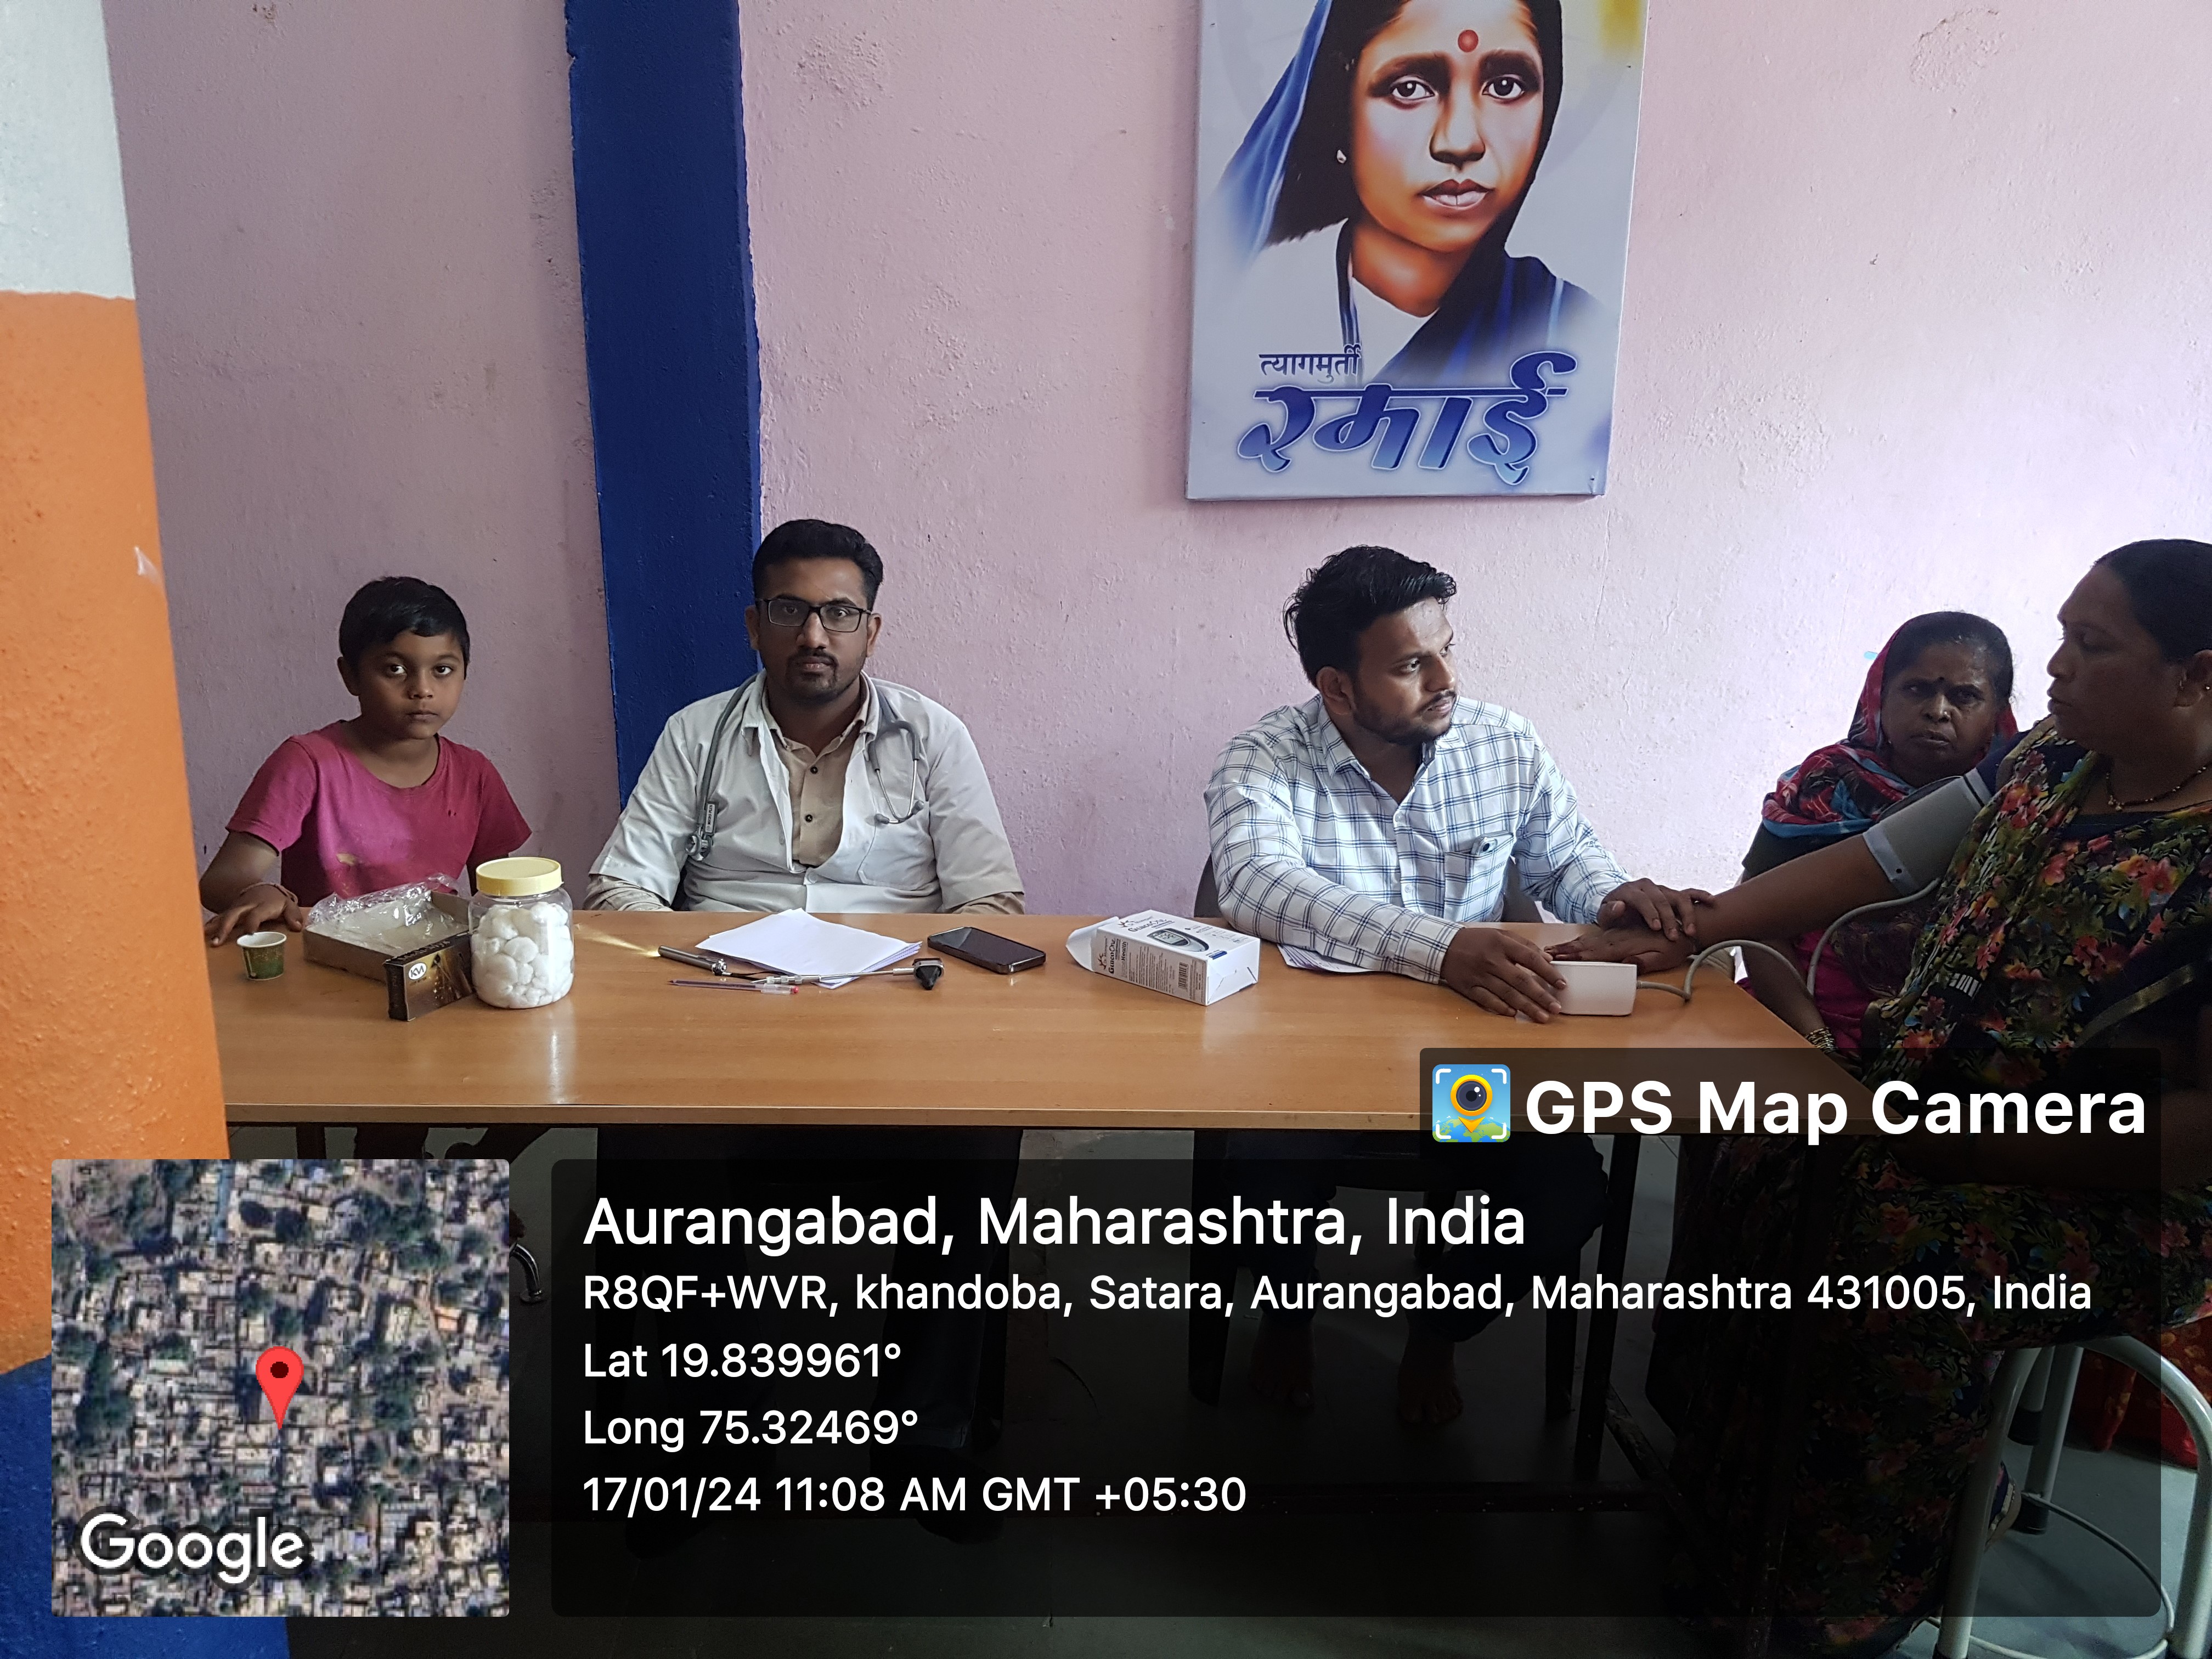 त्यागमुर्ती
रमाई
GlucoOne
GPS Map Camera
Aurangabad, Maharashtra, India
R8QF+WVR, khandoba, Satara, Aurangabad, Maharashtra 431005, India
Lat 19.839961°
Long 75.32469°
17/01/24 11:08 AM GMT +05:30
Google